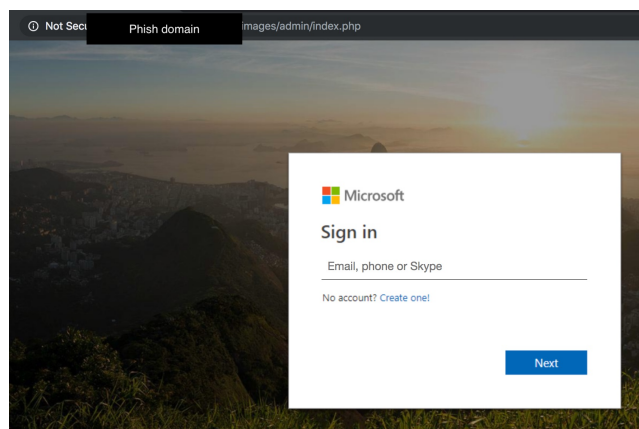 Not Secu Phish domain images/admin/index.php
Microsoft
Sign in
Email, phone or Skype
No account? Create one!
Next